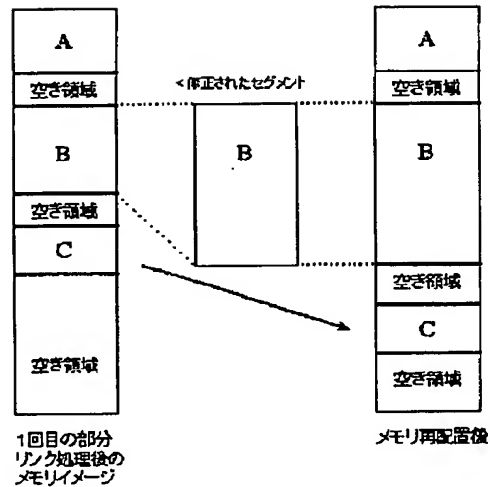 A
空き領域
B
空き領域
C
空き領域
1回目の部分
リンク処理後の
メモリイメージ
<修正されたセグメント
B
A
空き領域
B
空き領域
C
空き領域
メモリ再配置後